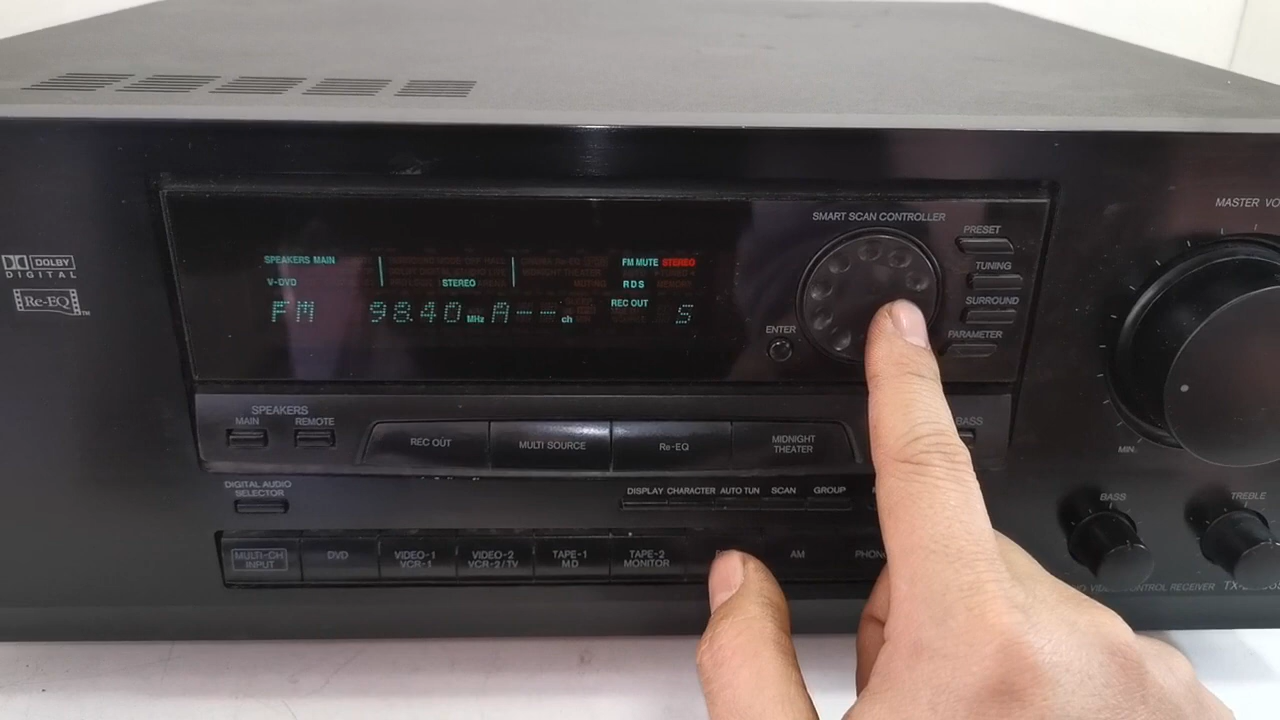 SMART SCAN CONTROLLER
MASTER VO
PRESET
DOLBY
DIGITAL
SPEAKERS MAIN
FM MUTE STEREO
TUNING
V-DVD
STEREO
RDS
Re-EQ
TM
SURROUND
REC OUT
FM 98.40 MHz A-- ch
S
ENTER
PARAMETER
SPEAKERS
MAIN REMOTE
REC OUT
MULTI SOURCE
Re-EQ
MIDNIGHT
THEATER
BASS
MIN.
DIGITAL AUDIO
SELECTOR
DISPLAY CHARACTER AUTO TUN SCAN GROUP
BASS
TREBLE
MULTI-CH
INPUT
DVD
VIDEO-1
VCR-1
VIDEO-2
VCR-2/TV
TAPE-1
MD
TAPE-2
MONITOR
AM
PHON
CONTROL RECEIVER